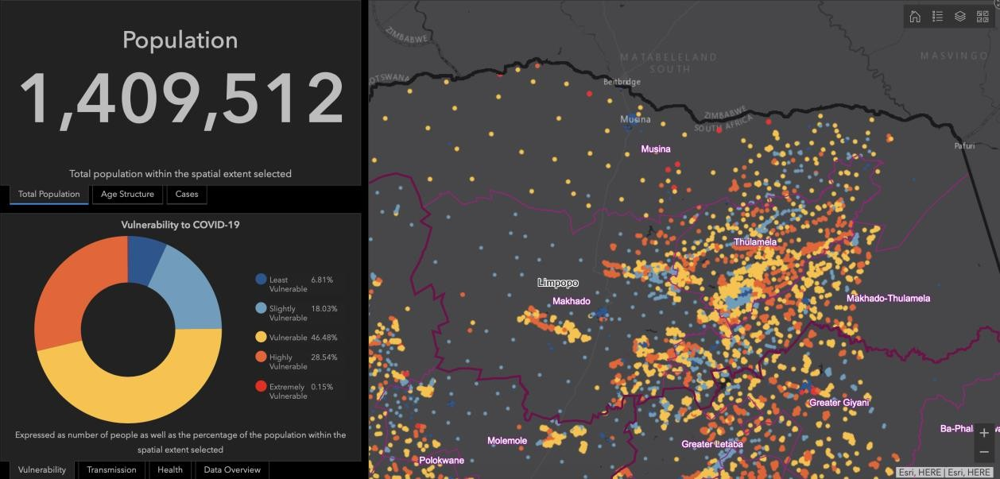 Population
1,409,512
Total population within the spatial extent selected
Total Population
Age Structure
Cases
Vulnerability to COVID-19
Least
Vulnerable
6.81%
Slightly
Vulnerable
18.03%
Vulnerable 46.48%
Highly
Vulnerable
28.54%
Extremely
Vulnerable
0.15%
Expressed as number of people as well as the percentage of the population within the
spatial extent selected
Vulnerability
Transmission
Health
Data Overview
ZIMBABWE
OTSWANA
MATABELELAND
SOUTH
MASVINGO
Beitbridge
Musina
ZIMBABWE
SOUTH AFRICA
Pafuri
Musina
Thulamela
Limpopo
Makhado
Makhado-Thulamela
Greater Giyani
Molemole
Greater Letaba
Ba-Phal
Polokwane
+
−
Esri, HERE | Esri, HERE